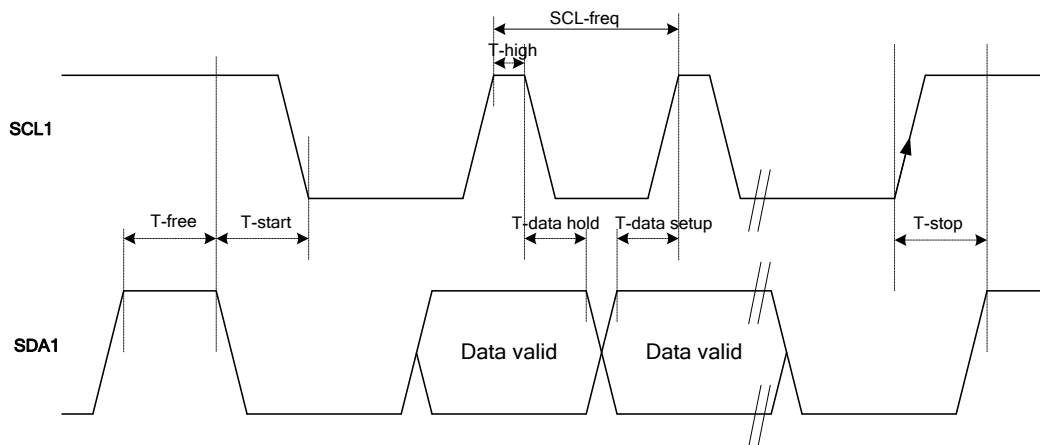 SCL-freq
T-high
SCL1
T-free
T-start
T-data hold
T-data setup
T-stop
SDA1
Data valid
Data valid